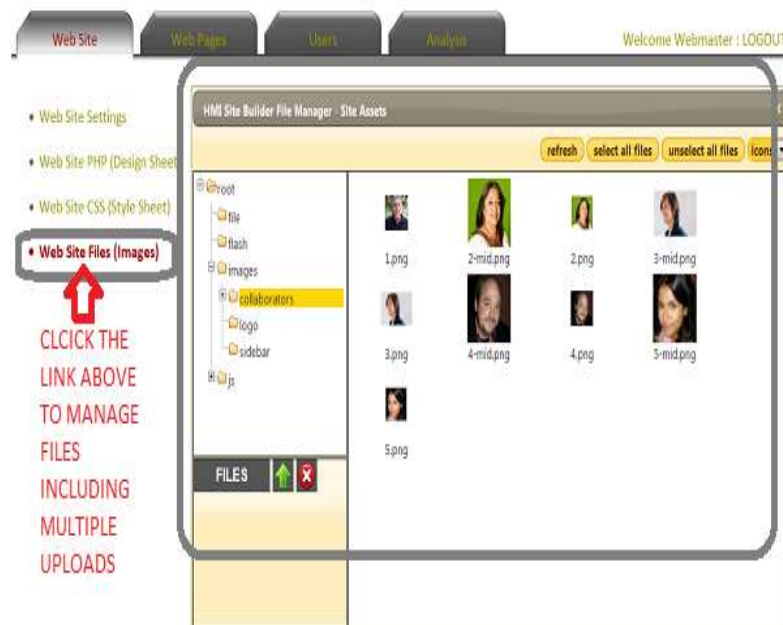 Web Site
Web Pages
Users
Analysis
Welcome Webmaster : LOGOUT
• Web Site Settings
• Web Site PHP (Design Sheet
• Web Site CSS (Style Sheet)
• Web Site Files (Images)
CLCICK THE
LINK ABOVE
TO MANAGE
FILES
INCLUDING
MULTIPLE
UPLOADS
HMI Site Builder File Manager - Site Assets
refresh
select all files
unselect all files
icons
root
file
flash
images
collaborators
logo
sidebar
js
FILES
1.png
2-mid.png
2.png
3-mid.png
3.png
4-mid.png
4.png
5-mid.png
5.png